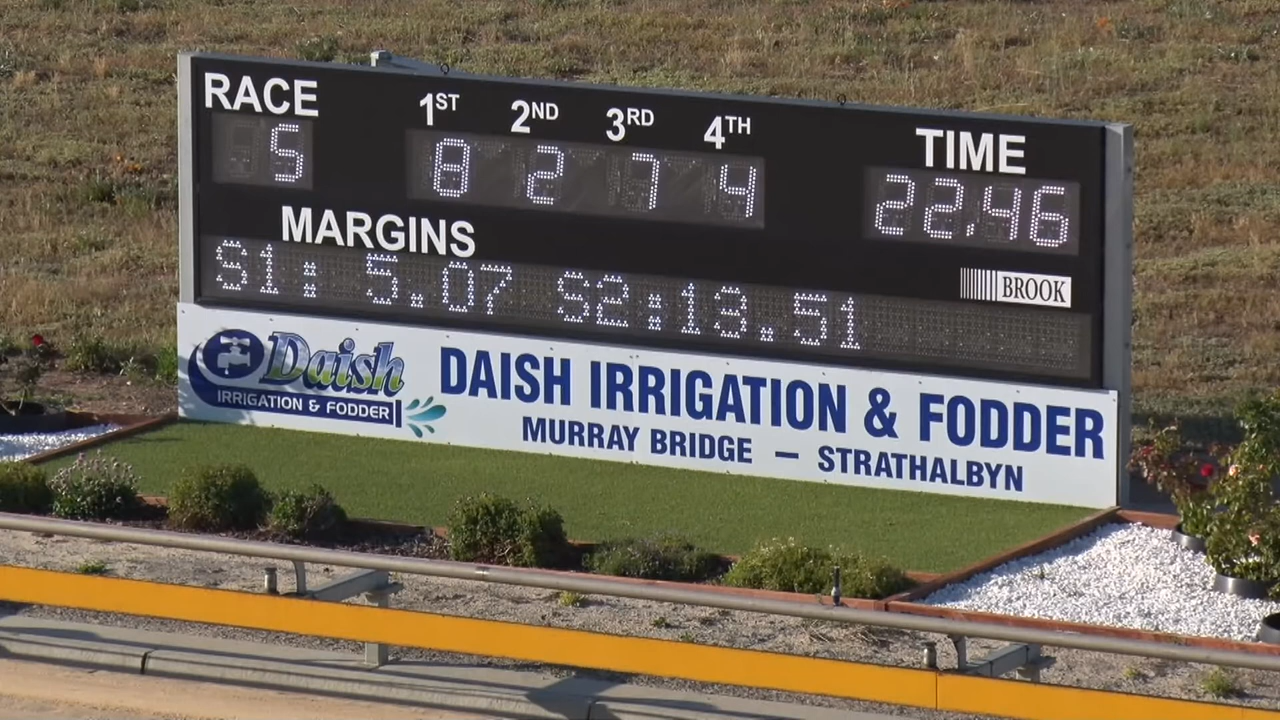 RACE 1ST 2ND 3RD 4TH TIME
5 8 2 7 4 22.46
MARGINS
S1: 5.07 S2:13.51
BROOK
Daish
IRRIGATION & FODDER
DAISH IRRIGATION & FODDER
MURRAY BRIDGE – STRATHALBYN